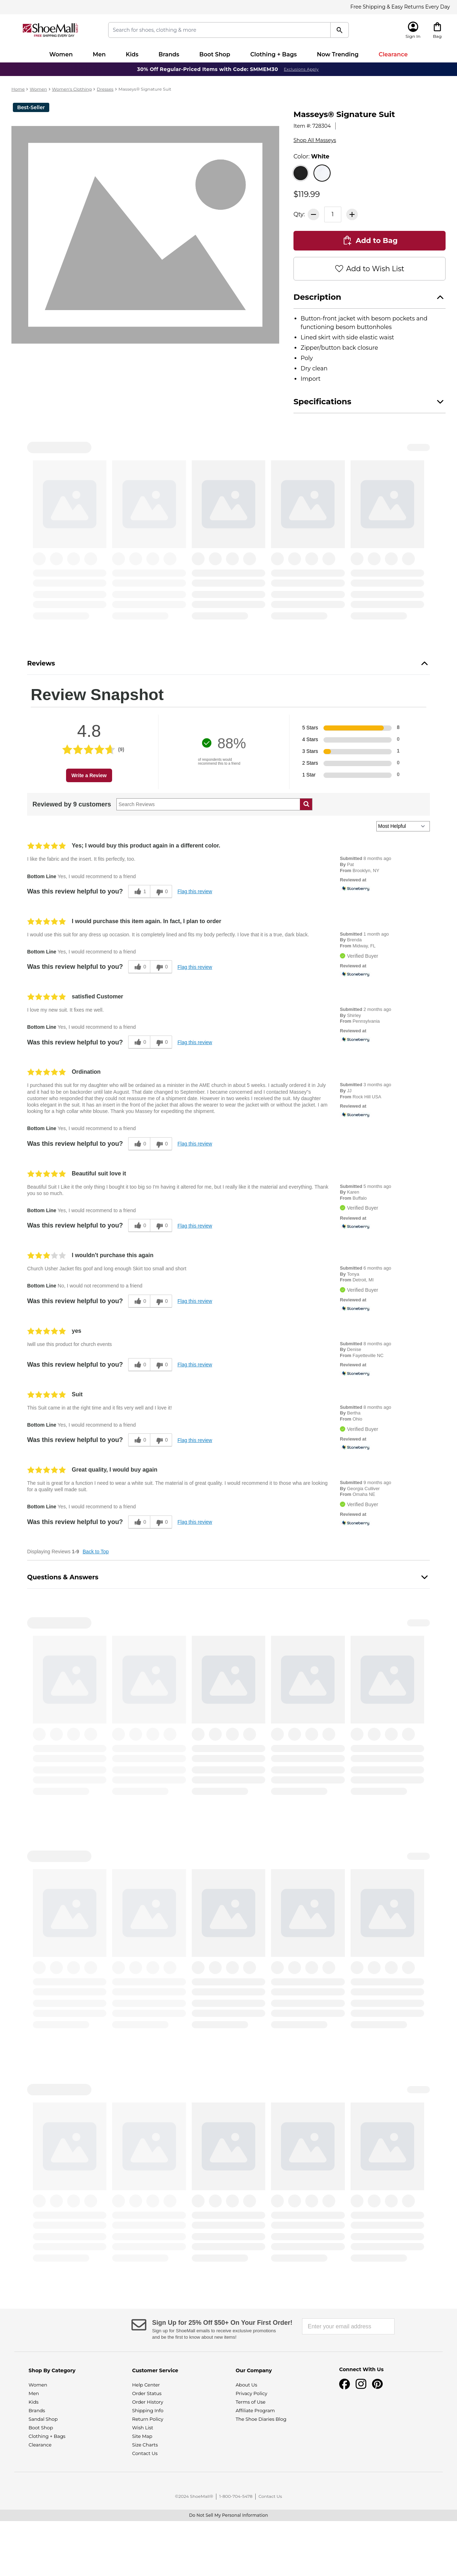 Free Shipping & Easy Returns Every Day
ShoeMall
FREE SHIPPING EVERY DAY!
Search for shoes, clothing & more
Sign In
Bag
Women Men Kids Brands Boot Shop Clothing + Bags Now Trending Clearance
30% Off Regular-Priced Items with Code: SMMEM30 Exclusions Apply
Home > Women > Womens Clothing > Dresses > Masseys® Signature Suit
Best-Seller
Masseys® Signature Suit
Item #: 728304
Shop All Masseys
Color: White
$119.99
Qty: 1
Add to Bag
Add to Wish List
Description
• Button-front jacket with besom pockets and functioning besom buttonholes
• Lined skirt with side elastic waist
• Zipper/button back closure
• Poly
• Dry clean
• Import
Specifications
Reviews
Review Snapshot
4.8
(9)
Write a Review
88%
of respondents would recommend this to a friend
5 Stars 8
4 Stars 0
3 Stars 1
2 Stars 0
1 Star 0
Reviewed by 9 customers
Search Reviews
Most Helpful
Yes; I would buy this product again in a different color.
I like the fabric and the insert. It fits perfectly, too.
Bottom Line Yes, I would recommend to a friend
Was this review helpful to you? 1 0 Flag this review
Submitted 8 months ago
By Pat
From Brooklyn, NY
Reviewed at
Stoneberry
I would purchase this item again. In fact, I plan to order
I would use this suit for any dress up occasion. It is completely lined and fits my body perfectly. I love that it is a true, dark black.
Bottom Line Yes, I would recommend to a friend
Was this review helpful to you? 0 0 Flag this review
Submitted 1 month ago
By Brenda
From Midway, FL
Verified Buyer
Reviewed at
Stoneberry
satisfied Customer
I love my new suit. It fixes me well.
Bottom Line Yes, I would recommend to a friend
Was this review helpful to you? 0 0 Flag this review
Submitted 2 months ago
By Shirley
From Pennsylvania
Reviewed at
Stoneberry
Ordination
I purchased this suit for my daughter who will be ordained as a minister in the AME church in about 5 weeks. I actually ordered it in July and it had to be on backorder until late August. That date changed to September. I became concerned and I contacted Massey's customer who responded that they could not reassure me of a shipment date. However in two weeks I received the suit. My daughter looks elegant in the suit. It has an insert in the front of the jacket that allows the wearer to wear the jacket with or without the jacket. I am looking for a high collar white blouse. Thank you Massey for expediting the shipment.
Bottom Line Yes, I would recommend to a friend
Was this review helpful to you? 0 0 Flag this review
Submitted 3 months ago
By JJ
From Rock Hill USA
Reviewed at
Stoneberry
Beautiful suit love it
Beautiful Suit I Like it the only thing I bought it too big so I'm having it altered for me, but I really like it the material and everything. Thank you so so much.
Bottom Line Yes, I would recommend to a friend
Was this review helpful to you? 0 0 Flag this review
Submitted 5 months ago
By Karen
From Buffalo
Verified Buyer
Reviewed at
Stoneberry
I wouldn't purchase this again
Church Usher Jacket fits goof and long enough Skirt too small and short
Bottom Line No, I would not recommend to a friend
Was this review helpful to you? 0 0 Flag this review
Submitted 6 months ago
By Tonya
From Detroit, MI
Verified Buyer
Reviewed at
Stoneberry
yes
Iwill use this product for church events
Was this review helpful to you? 0 0 Flag this review
Submitted 8 months ago
By Denise
From Fayetteville NC
Reviewed at
Stoneberry
Suit
This Suit came in at the right time and it fits very well and I love it!
Bottom Line Yes, I would recommend to a friend
Was this review helpful to you? 0 0 Flag this review
Submitted 9 months ago
By Bertha
From Ohio
Verified Buyer
Reviewed at
Stoneberry
Great quality, I would buy again
The suit is great for a function I need to wear a white suit. The material is of great quality. I would recommend it to those wha are looking for a quality well made suit.
Bottom Line Yes, I would recommend to a friend
Was this review helpful to you? 0 0 Flag this review
Submitted 9 months ago
By Georgia Culliver
From Omaha NE
Verified Buyer
Reviewed at
Stoneberry
Displaying Reviews 1-9 Back to Top
Questions & Answers
Sign Up for 25% Off $50+ On Your First Order!
Sign up for ShoeMall emails to receive exclusive promotions and be the first to know about new items!
Enter your email address
Shop By Category
Women
Men
Kids
Brands
Sandal Shop
Boot Shop
Clothing + Bags
Clearance
Customer Service
Help Center
Order Status
Order History
Shipping Info
Return Policy
Wish List
Site Map
Size Charts
Contact Us
Our Company
About Us
Privacy Policy
Terms of Use
Affiliate Program
The Shoe Diaries Blog
Connect With Us
©2024 ShoeMall® | 1-800-704-5478 | Contact Us
Do Not Sell My Personal Information